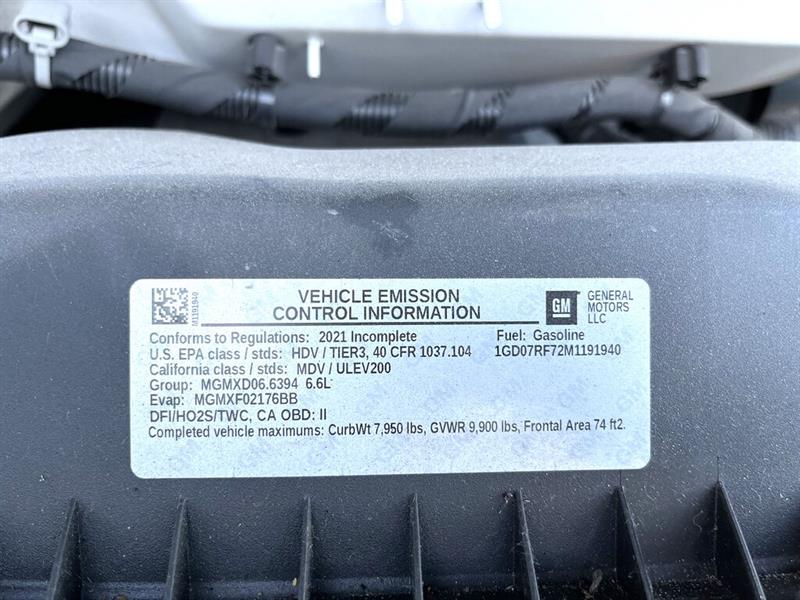 VEHICLE EMISSION
CONTROL INFORMATION
M1191940
GM
GENERAL
MOTORS
LLC
Conforms to Regulations: 2021 Incomplete Fuel: Gasoline
U.S. EPA class / stds: HDV / TIER3, 40 CFR 1037.104 1GD07RF72M1191940
California class / stds: MDV / ULEV200
Group: MGMXD06.6394 6.6L
Evap: MGMXF02176BB
DFI/HO2S/TWC, CA OBD: II
Completed vehicle maximums: CurbWt 7,950 lbs, GVWR 9,900 lbs, Frontal Area 74 ft2.